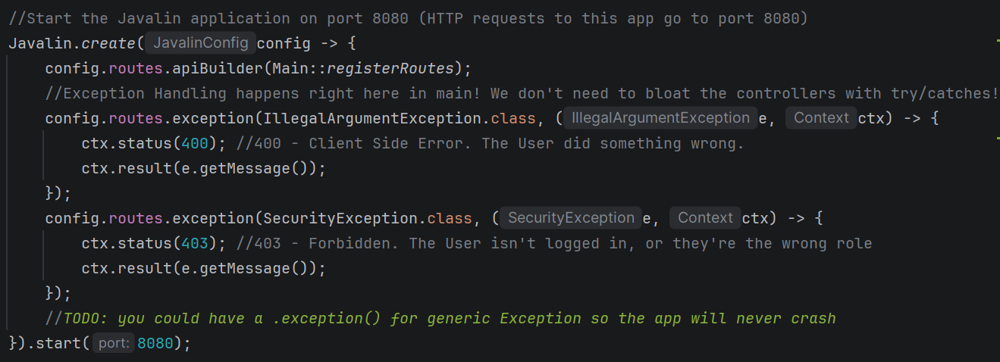 //Start the Javalin application on port 8080 (HTTP requests to this app go to port 8080)
Javalin.create( JavalinConfig config -> {
    config.routes.apiBuilder(Main::registerRoutes);
    //Exception Handling happens right here in main! We don't need to bloat the controllers with try/catches!
    config.routes.exception(IllegalArgumentException.class, ( IllegalArgumentException e, Context ctx) -> {
        ctx.status(400); //400 - Client Side Error. The User did something wrong.
        ctx.result(e.getMessage());
    });
    config.routes.exception(SecurityException.class, ( SecurityException e, Context ctx) -> {
        ctx.status(403); //403 - Forbidden. The User isn't logged in, or they're the wrong role
        ctx.result(e.getMessage());
    });
    //TODO: you could have a .exception() for generic Exception so the app will never crash
}).start( port: 8080);